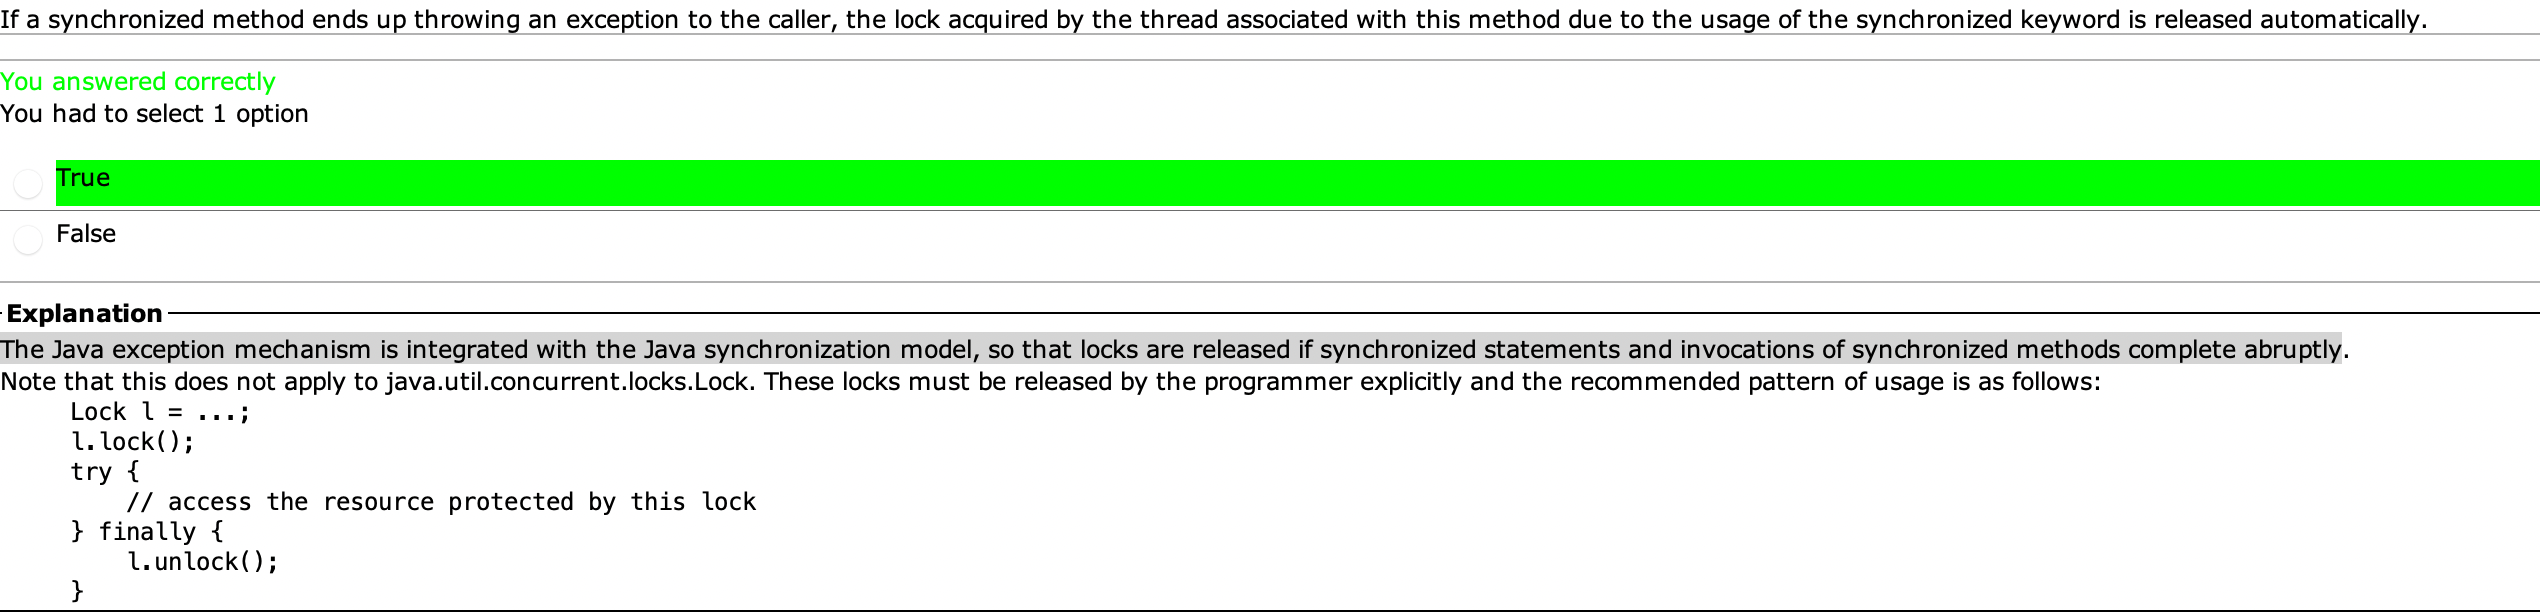 If a synchronized method ends up throwing an exception to the caller, the lock acquired by the thread associated with this method due to the usage of the synchronized keyword is released automatically.
You answered correctly
You had to select 1 option
True
False
Explanation
The Java exception mechanism is integrated with the Java synchronization model, so that locks are released if synchronized statements and invocations of synchronized methods complete abruptly.
Note that this does not apply to java.util.concurrent.locks.Lock. These locks must be released by the programmer explicitly and the recommended pattern of usage is as follows:
Lock l = ...;
l.lock();
try {
    // access the resource protected by this lock
} finally {
    l.unlock();
}